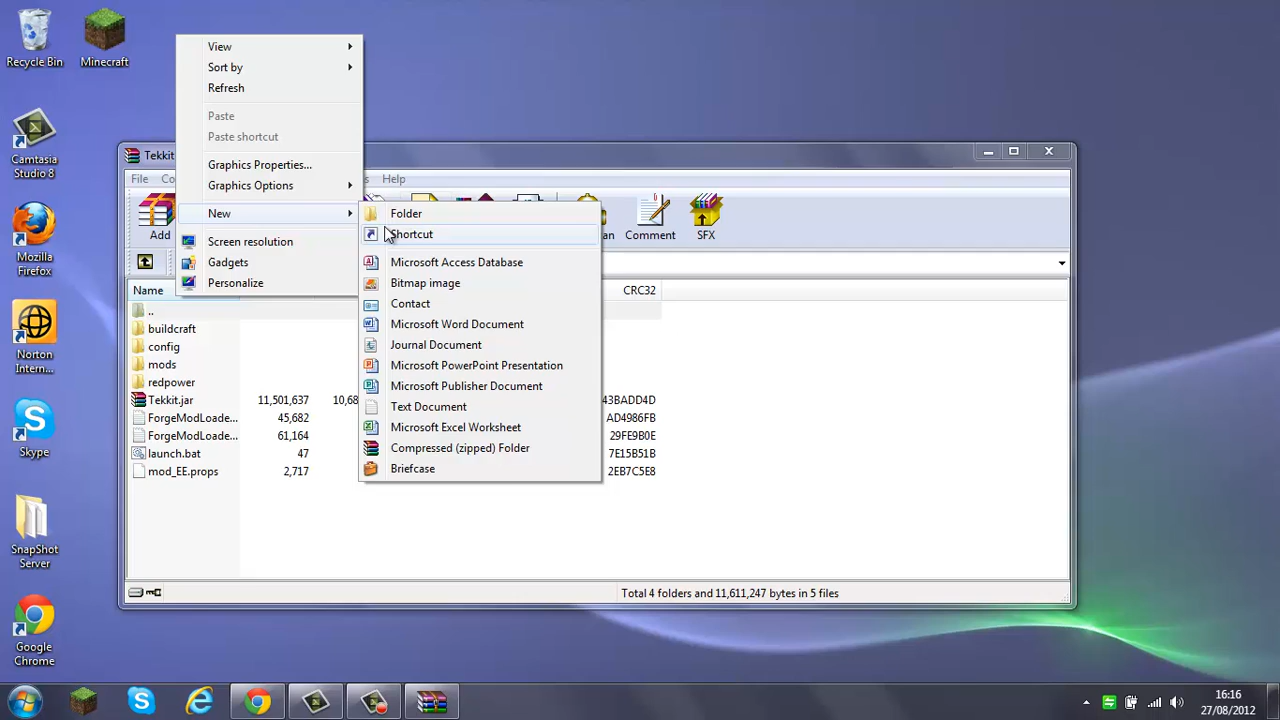 Recycle Bin
Minecraft
Camtasia
Studio 8
Mozilla
Firefox
Norton
Intern...
Skype
SnapShot
Server
Google
Chrome
View
Sort by
Refresh
Paste
Paste shortcut
Graphics Properties...
Graphics Options
New
Screen resolution
Gadgets
Personalize
Folder
Shortcut
Microsoft Access Database
Bitmap image
Contact
Microsoft Word Document
Journal Document
Microsoft PowerPoint Presentation
Microsoft Publisher Document
Text Document
Microsoft Excel Worksheet
Compressed (zipped) Folder
Briefcase
Tekkit
File Help
Add Comment SFX
Name CRC32
..
buildcraft
config
mods
redpower
Tekkit.jar 11,501,637 43BADD4D
ForgeModLoade... 45,682 AD4986FB
ForgeModLoade... 61,164 29FE9B0E
launch.bat 47 7E15B51B
mod_EE.props 2,717 2EB7C5E8
Total 4 folders and 11,611,247 bytes in 5 files
16:16
27/08/2012